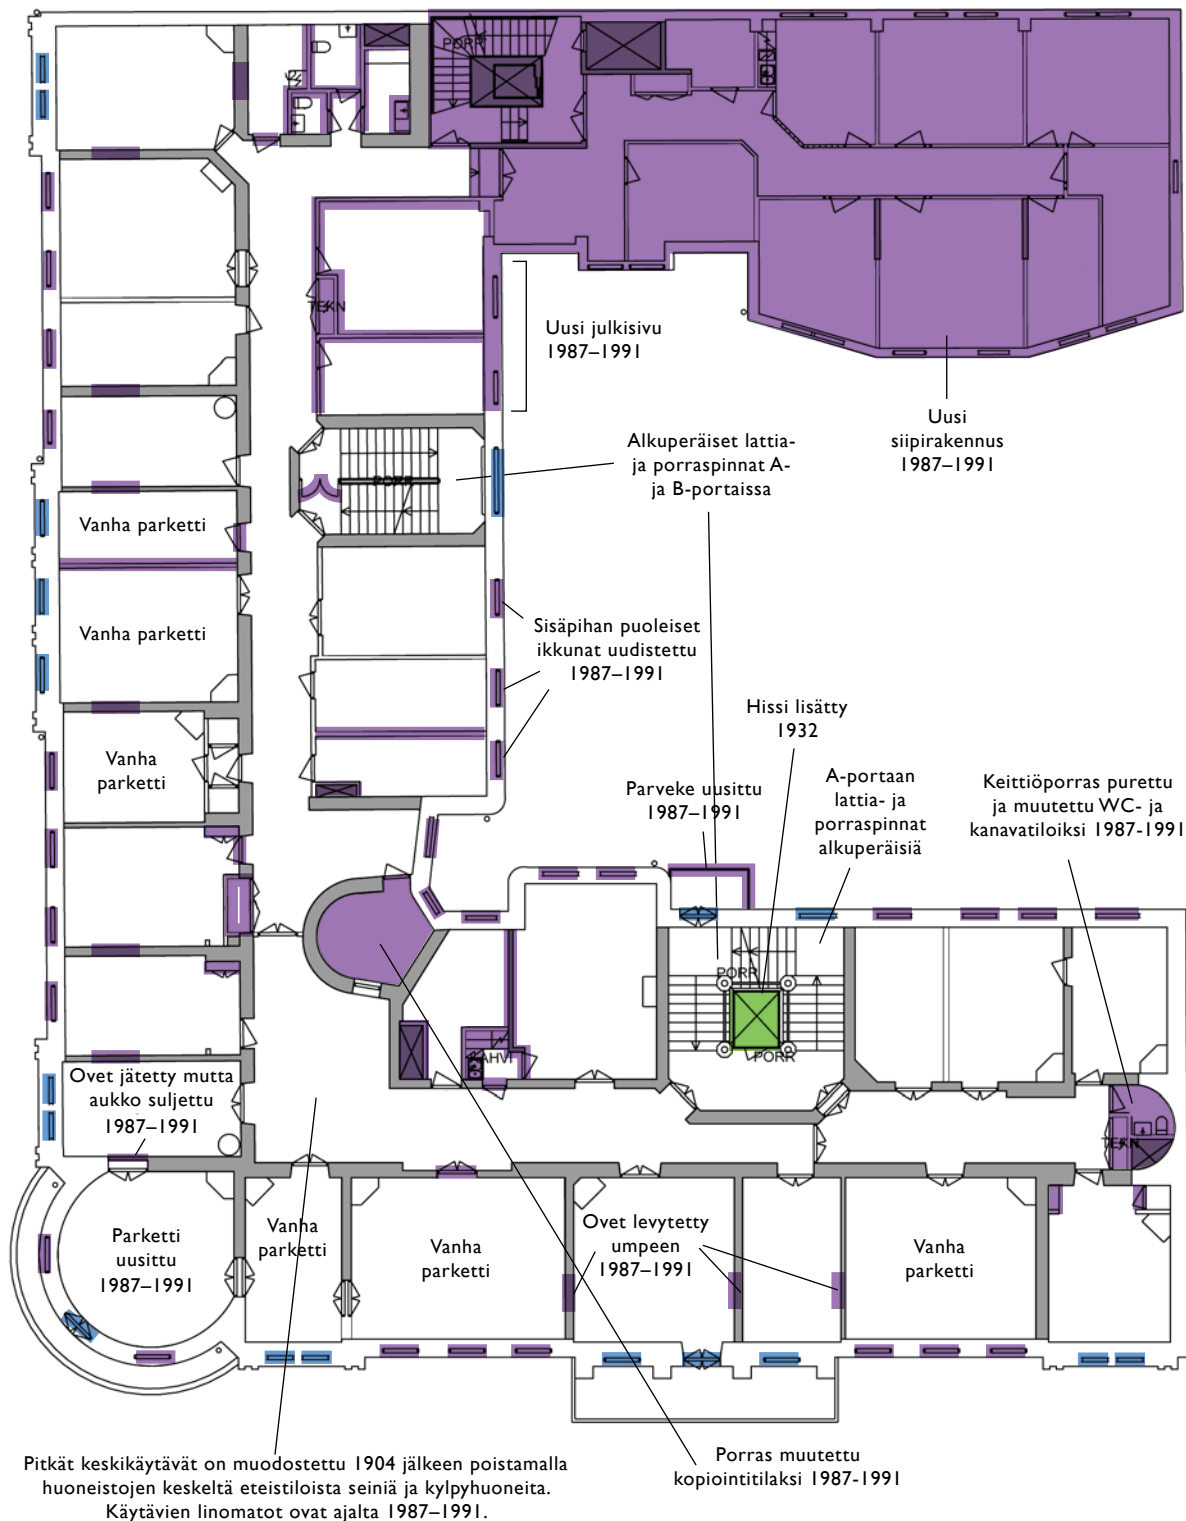 PORR
TEKN
Uusi julkisivu
1987–1991
Uusi
siipirakennus
1987–1991
Alkuperäiset lattia-
ja porraspinnat A-
ja B-portaissa
PORR
Vanha parketti
Vanha parketti
Sisäpihan puoleiset
ikkunat uudistettu
1987–1991
Hissi lisätty
1932
Vanha
parketti
Parveke uusittu
1987–1991
A-portaan
lattia- ja
porraspinnat
alkuperäisiä
Keittiöporras purettu
ja muutettu WC- ja
kanavatiloiksi 1987-1991
PORR
PORR
AHVI
TEKN
Ovet jätetty mutta
aukko suljettu
1987–1991
Parketti
uusittu
1987–1991
Vanha
parketti
Vanha
parketti
Ovet levytetty
umpeen
1987–1991
Vanha
parketti
Pitkät keskikäytävät on muodostettu 1904 jälkeen poistamalla
huoneistojen keskeltä eteistiloista seiniä ja kylpyhuoneita.
Käytävien linomatot ovat ajalta 1987–1991.
Porras muutettu
kopiointitilaksi 1987-1991